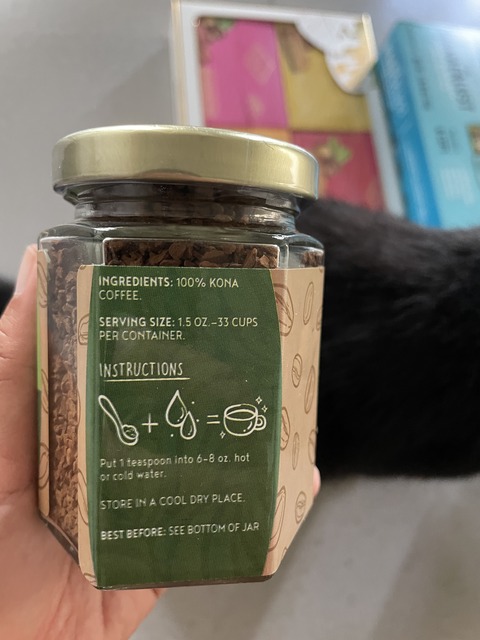 INGREDIENTS: 100% KONA
COFFEE.
SERVING SIZE: 1.5 OZ.–33 CUPS
PER CONTAINER.
INSTRUCTIONS
+ =
Put 1 teaspoon into 6–8 oz. hot
or cold water.
STORE IN A COOL DRY PLACE.
BEST BEFORE: SEE BOTTOM OF JAR